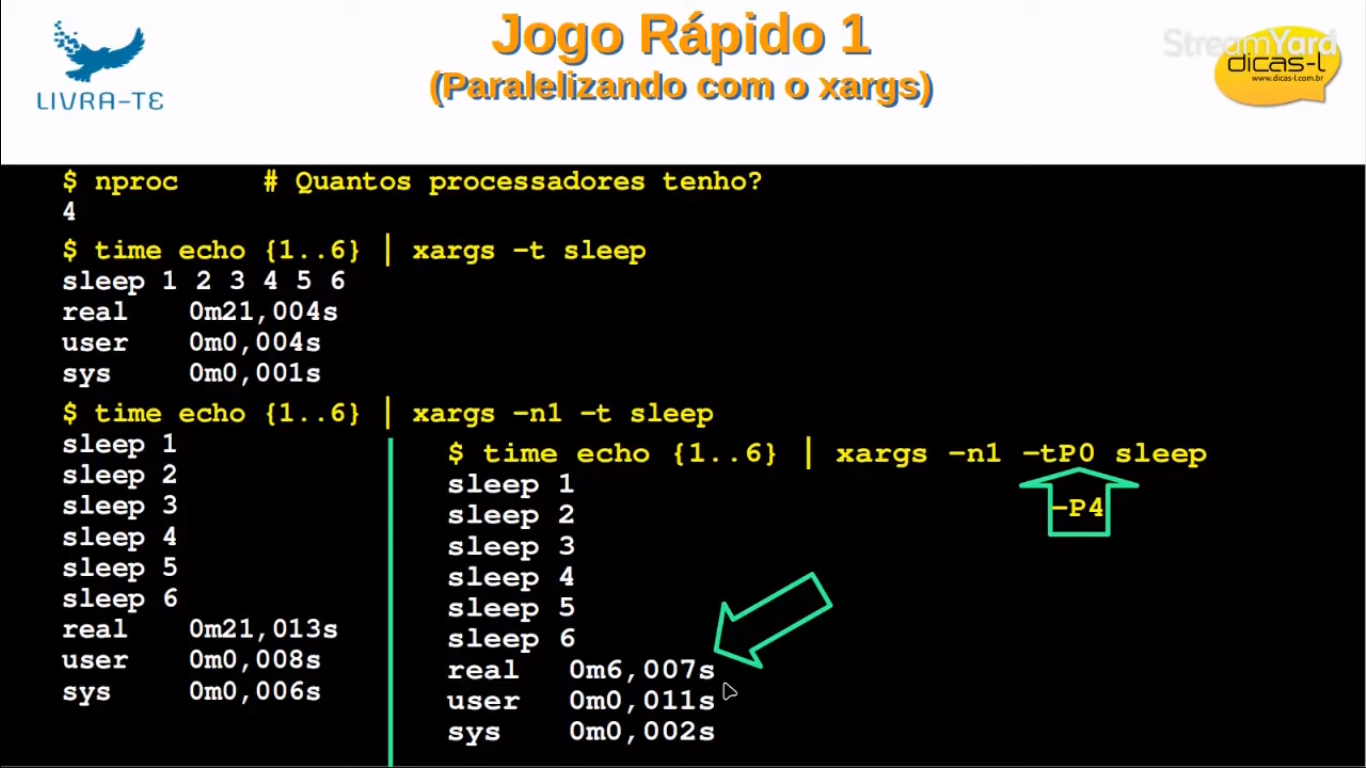 Jogo Rápido 1
(Paralelizando com o xargs)
LIVRA-TE
StreamYard
dicas-l
www.dicas-l.com.br
$ nproc # Quantos processadores tenho?
4
$ time echo {1..6} | xargs -t sleep
sleep 1 2 3 4 5 6
real 0m21,004s
user 0m0,004s
sys 0m0,001s
$ time echo {1..6} | xargs -n1 -t sleep
sleep 1
sleep 2
sleep 3
sleep 4
sleep 5
sleep 6
real 0m21,013s
user 0m0,008s
sys 0m0,006s
$ time echo {1..6} | xargs -n1 -tP0 sleep
-P4
sleep 1
sleep 2
sleep 3
sleep 4
sleep 5
sleep 6
real 0m6,007s
user 0m0,011s
sys 0m0,002s